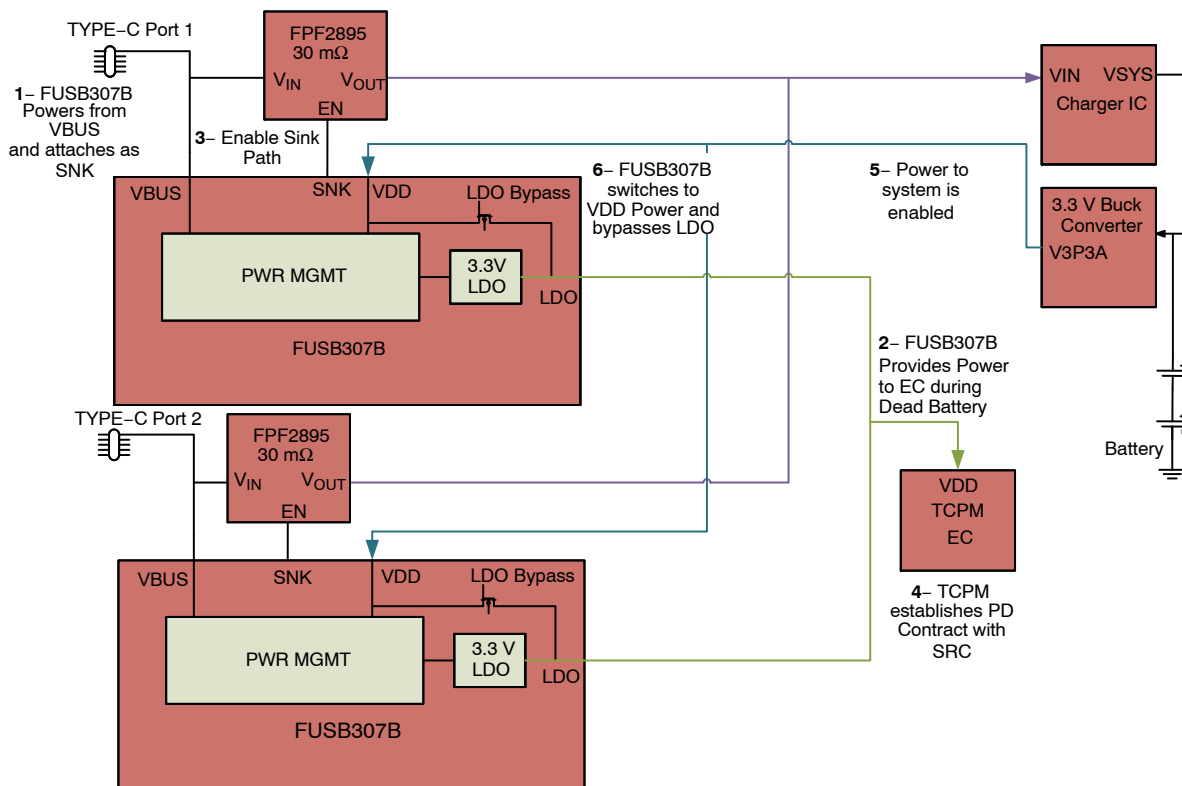 TYPE−C Port 1
1− FUSB307B
Powers from
VBUS
and attaches as
SNK
FPF2895
30 mΩ
VIN
VOUT
EN
3− Enable Sink
Path
VBUS
SNK
VDD
LDO Bypass
PWR MGMT
3.3V
LDO
LDO
FUSB307B
6− FUSB307B
switches to
VDD Power and
bypasses LDO
5− Power to
system is
enabled
VIN
VSYS
Charger IC
3.3 V Buck
Converter
V3P3A
2− FUSB307B
Provides Power
to EC during
Dead Battery
Battery
VDD
TCPM
EC
4− TCPM
establishes PD
Contract with
SRC
TYPE−C Port 2
FPF2895
30 mΩ
VIN
VOUT
EN
VBUS
SNK
VDD
LDO Bypass
PWR MGMT
3.3 V
LDO
LDO
FUSB307B